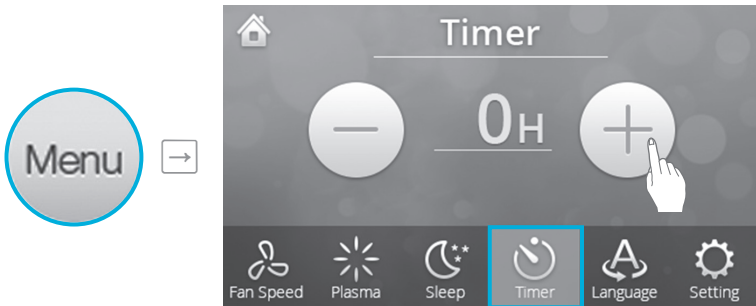 Menu
Timer
0H
Fan Speed
Plasma
Sleep
Timer
Language
Setting